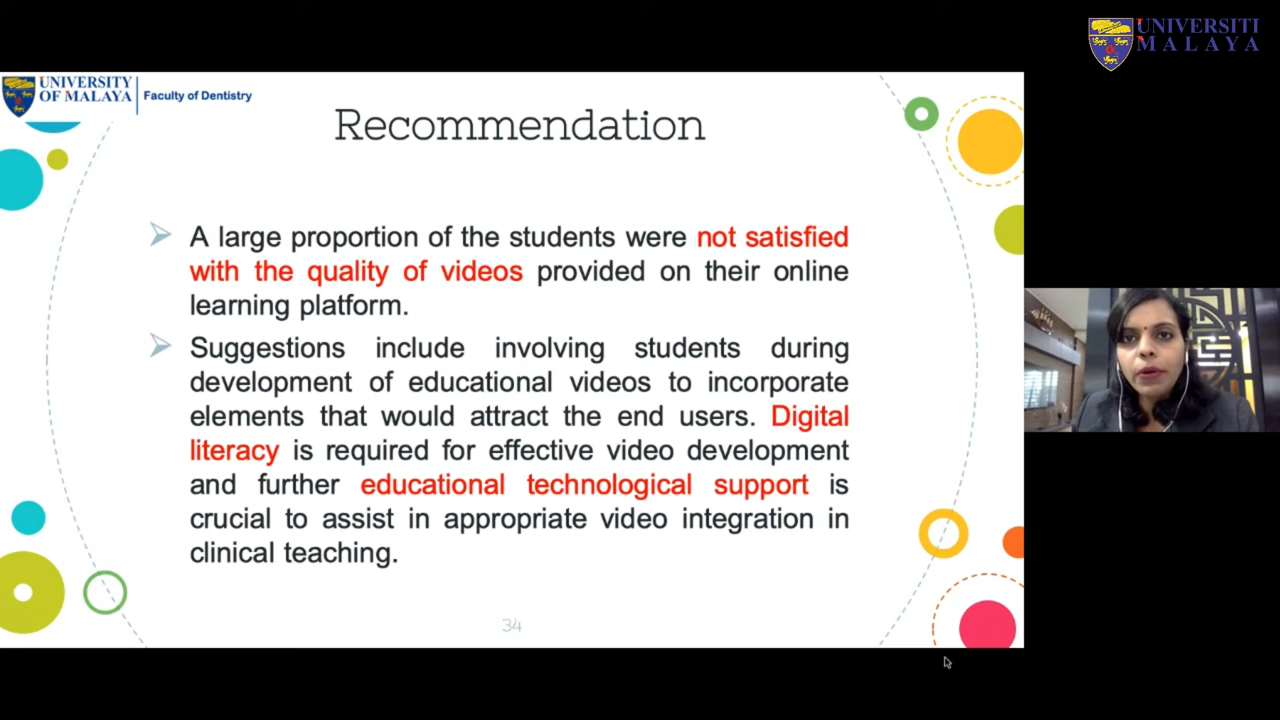 UNIVERSITI
MALAYA
UNIVERSITY
OF MALAYA
Faculty of Dentistry
Recommendation
A large proportion of the students were not satisfied
with the quality of videos provided on their online
learning platform.
Suggestions include involving students during
development of educational videos to incorporate
elements that would attract the end users. Digital
literacy is required for effective video development
and further educational technological support is
crucial to assist in appropriate video integration in
clinical teaching.
34